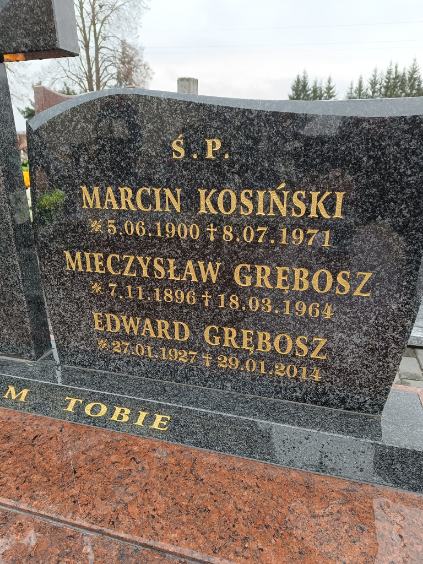 Ś.P.
MARCIN KOSIŃSKI
*5.06.1900 †8.07.1971
MIECZYSŁAW GRĘBOSZ
*7.11.1896 †18.03.1964
EDWARD GRĘBOSZ
*27.01.1927 †29.01.2014
M TOBIE